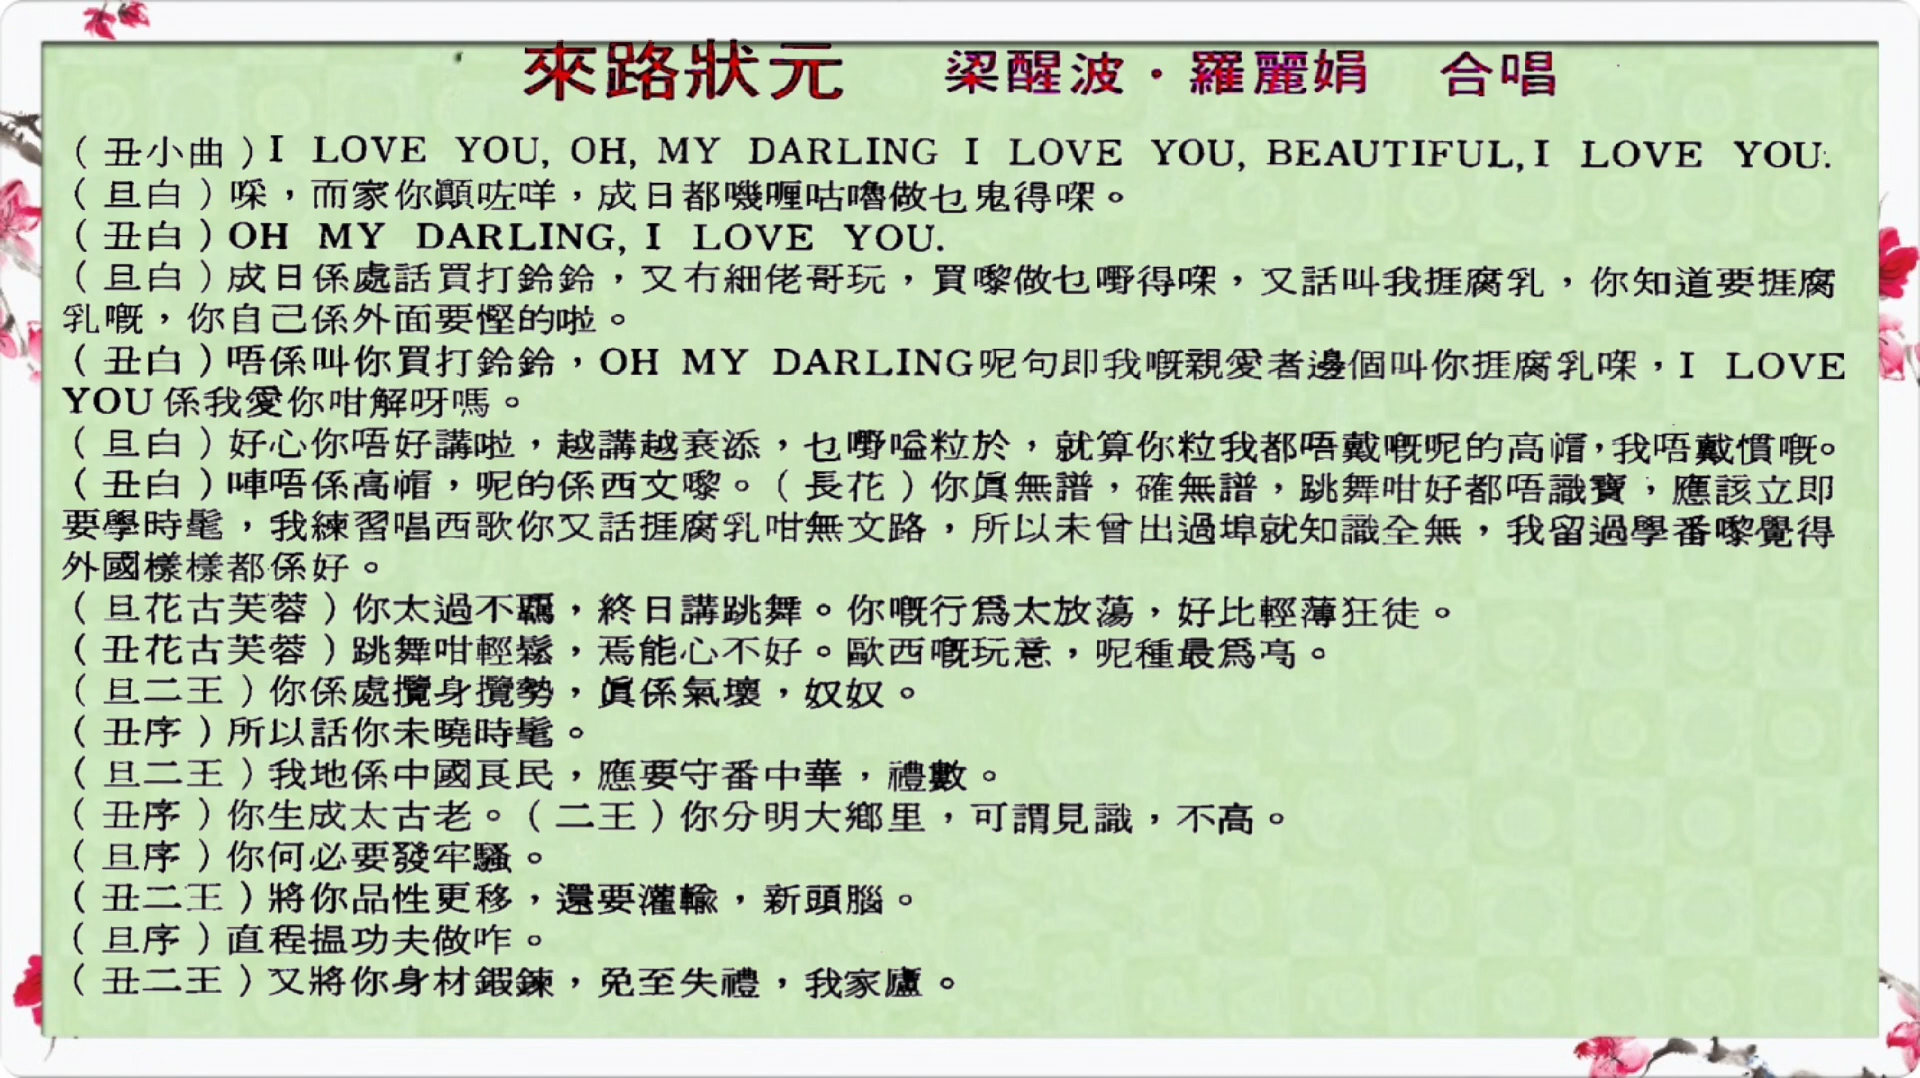 來路狀元 梁醒波·羅麗娟 合唱
（丑小曲）I LOVE YOU, OH, MY DARLING I LOVE YOU, BEAUTIFUL, I LOVE YOU.
（旦白）啋，而家你顚咗咩，成日都嘰喱咕嚕做乜鬼得㗎。
（丑白）OH MY DARLING, I LOVE YOU.
（旦白）成日係處話買打鈴鈴，又冇細佬哥玩，買嚟做乜嘢得㗎，又話叫我捱腐乳，你知道要捱腐
乳嘅，你自己係外面要慳的啦。
（丑白）唔係叫你買打鈴鈴，OH MY DARLING呢句即我嘅親愛者邊個叫你捱腐乳㗎，I LOVE
YOU係我愛你咁解呀嗎。
（旦白）好心你唔好講啦，越講越衰添，乜嘢嗌粒於，就算你粒我都唔戴嘅呢的高帽，我唔戴慣嘅。
（丑白）唓唔係高帽，呢的係西文嚟。（長花）你眞無譜，確無譜，跳舞咁好都唔識寶，應該立即
要學時髦，我練習唱西歌你又話捱腐乳咁無文路，所以未曾出過埠就知識全無，我留過學番嚟覺得
外國樣樣都係好。
（旦花古芙蓉）你太過不羈，終日講跳舞。你嘅行爲太放蕩，好比輕薄狂徒。
（丑花古芙蓉）跳舞咁輕鬆，焉能心不好。歐西嘅玩意，呢種最爲高。
（旦二王）你係處攬身攬勢，眞係氣壞，奴奴。
（丑序）所以話你未曉時髦。
（旦二王）我地係中國良民，應要守番中華，禮數。
（丑序）你生成太古老。（二王）你分明大鄉里，可謂見識，不高。
（旦序）你何必要發牢騷。
（丑二王）將你品性更移，還要灌輸，新頭腦。
（旦序）直程搵功夫做咋。
（丑二王）又將你身材鍜鍊，免至失禮，我家廬。